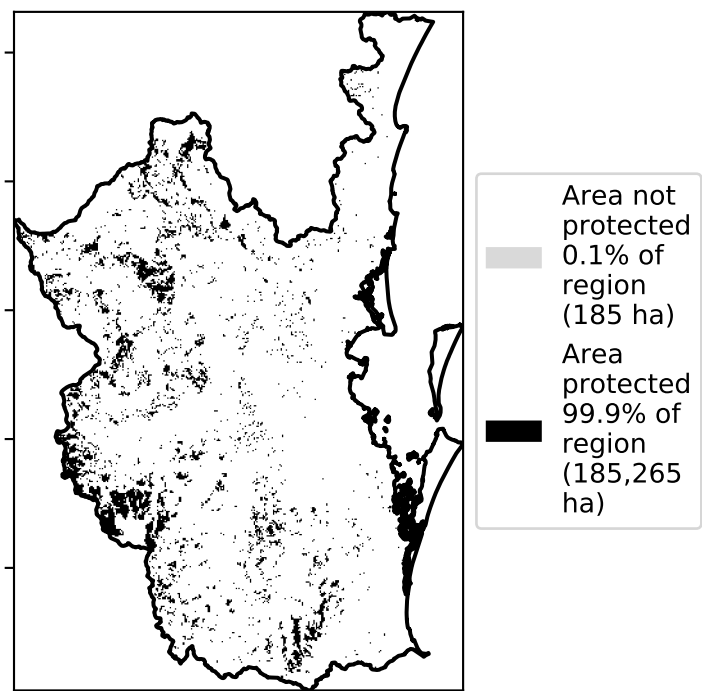 Area not
protected
0.1% of
region
(185 ha)
Area
protected
99.9% of
region
(185,265
ha)